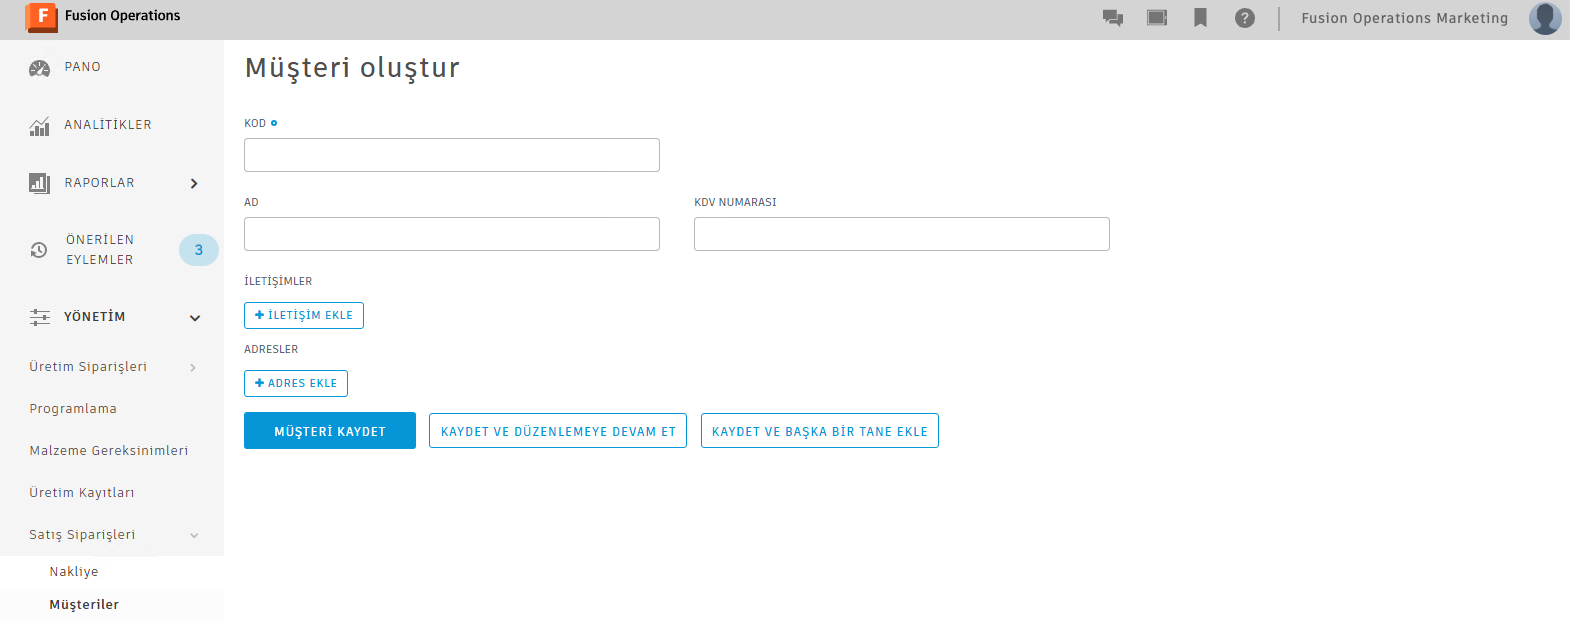 F Fusion Operations
? Fusion Operations Marketing
PANO
ANALİTİKLER
RAPORLAR
ÖNERİLEN
EYLEMLER
3
YÖNETİM
Üretim Siparişleri
Programlama
Malzeme Gereksinimleri
Üretim Kayıtları
Satış Siparişleri
Nakliye
Müşteriler
Müşteri oluştur
KOD
AD
KDV NUMARASI
İLETİŞİMLER
+ İLETİŞİM EKLE
ADRESLER
+ ADRES EKLE
MÜŞTERİ KAYDET
KAYDET VE DÜZENLEMEYE DEVAM ET
KAYDET VE BAŞKA BİR TANE EKLE